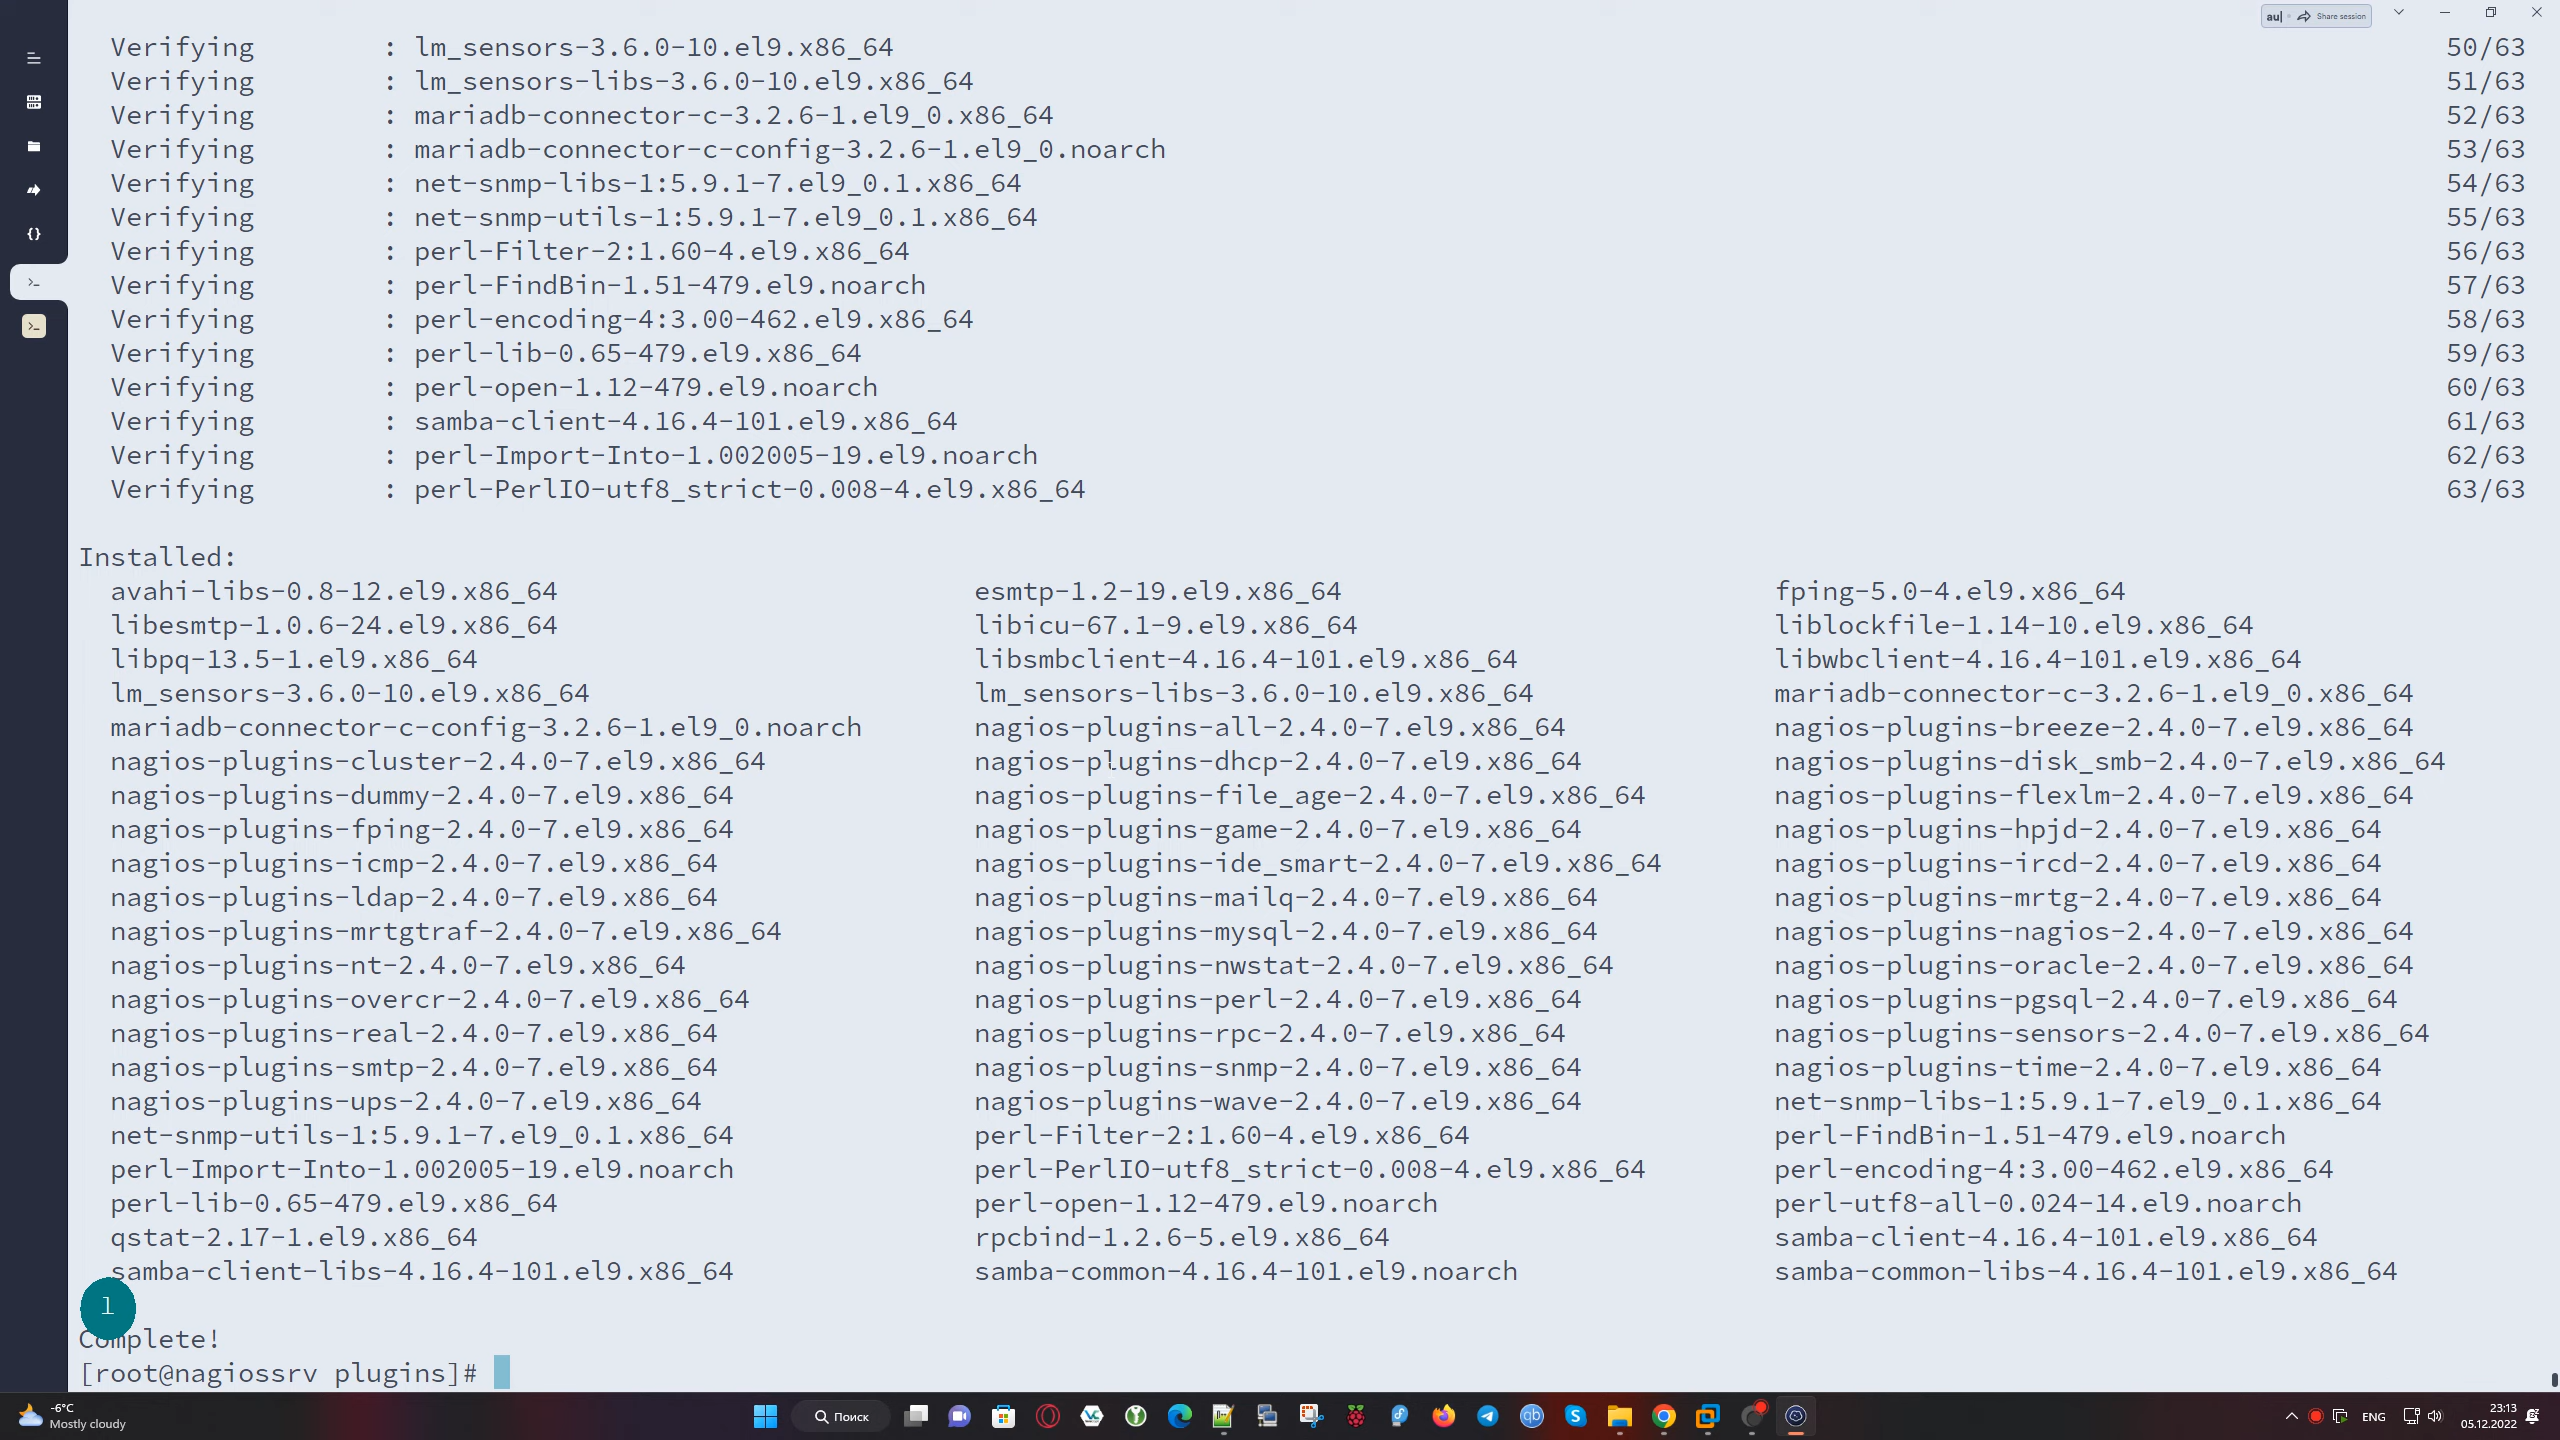 au| Share session
Verifying : lm_sensors-3.6.0-10.el9.x86_64 50/63
Verifying : lm_sensors-libs-3.6.0-10.el9.x86_64 51/63
Verifying : mariadb-connector-c-3.2.6-1.el9_0.x86_64 52/63
Verifying : mariadb-connector-c-config-3.2.6-1.el9_0.noarch 53/63
Verifying : net-snmp-libs-1:5.9.1-7.el9_0.1.x86_64 54/63
Verifying : net-snmp-utils-1:5.9.1-7.el9_0.1.x86_64 55/63
Verifying : perl-Filter-2:1.60-4.el9.x86_64 56/63
Verifying : perl-FindBin-1.51-479.el9.noarch 57/63
Verifying : perl-encoding-4:3.00-462.el9.x86_64 58/63
Verifying : perl-lib-0.65-479.el9.x86_64 59/63
Verifying : perl-open-1.12-479.el9.noarch 60/63
Verifying : samba-client-4.16.4-101.el9.x86_64 61/63
Verifying : perl-Import-Into-1.002005-19.el9.noarch 62/63
Verifying : perl-PerlIO-utf8_strict-0.008-4.el9.x86_64 63/63
Installed:
avahi-libs-0.8-12.el9.x86_64 esmtp-1.2-19.el9.x86_64 fping-5.0-4.el9.x86_64
libesmtp-1.0.6-24.el9.x86_64 libicu-67.1-9.el9.x86_64 liblockfile-1.14-10.el9.x86_64
libpq-13.5-1.el9.x86_64 libsmbclient-4.16.4-101.el9.x86_64 libwbclient-4.16.4-101.el9.x86_64
lm_sensors-3.6.0-10.el9.x86_64 lm_sensors-libs-3.6.0-10.el9.x86_64 mariadb-connector-c-3.2.6-1.el9_0.x86_64
mariadb-connector-c-config-3.2.6-1.el9_0.noarch nagios-plugins-all-2.4.0-7.el9.x86_64 nagios-plugins-breeze-2.4.0-7.el9.x86_64
nagios-plugins-cluster-2.4.0-7.el9.x86_64 nagios-plugins-dhcp-2.4.0-7.el9.x86_64 nagios-plugins-disk_smb-2.4.0-7.el9.x86_64
nagios-plugins-dummy-2.4.0-7.el9.x86_64 nagios-plugins-file_age-2.4.0-7.el9.x86_64 nagios-plugins-flexlm-2.4.0-7.el9.x86_64
nagios-plugins-fping-2.4.0-7.el9.x86_64 nagios-plugins-game-2.4.0-7.el9.x86_64 nagios-plugins-hpjd-2.4.0-7.el9.x86_64
nagios-plugins-icmp-2.4.0-7.el9.x86_64 nagios-plugins-ide_smart-2.4.0-7.el9.x86_64 nagios-plugins-ircd-2.4.0-7.el9.x86_64
nagios-plugins-ldap-2.4.0-7.el9.x86_64 nagios-plugins-mailq-2.4.0-7.el9.x86_64 nagios-plugins-mrtg-2.4.0-7.el9.x86_64
nagios-plugins-mrtgtraf-2.4.0-7.el9.x86_64 nagios-plugins-mysql-2.4.0-7.el9.x86_64 nagios-plugins-nagios-2.4.0-7.el9.x86_64
nagios-plugins-nt-2.4.0-7.el9.x86_64 nagios-plugins-nwstat-2.4.0-7.el9.x86_64 nagios-plugins-oracle-2.4.0-7.el9.x86_64
nagios-plugins-overcr-2.4.0-7.el9.x86_64 nagios-plugins-perl-2.4.0-7.el9.x86_64 nagios-plugins-pgsql-2.4.0-7.el9.x86_64
nagios-plugins-real-2.4.0-7.el9.x86_64 nagios-plugins-rpc-2.4.0-7.el9.x86_64 nagios-plugins-sensors-2.4.0-7.el9.x86_64
nagios-plugins-smtp-2.4.0-7.el9.x86_64 nagios-plugins-snmp-2.4.0-7.el9.x86_64 nagios-plugins-time-2.4.0-7.el9.x86_64
nagios-plugins-ups-2.4.0-7.el9.x86_64 nagios-plugins-wave-2.4.0-7.el9.x86_64 net-snmp-libs-1:5.9.1-7.el9_0.1.x86_64
net-snmp-utils-1:5.9.1-7.el9_0.1.x86_64 perl-Filter-2:1.60-4.el9.x86_64 perl-FindBin-1.51-479.el9.noarch
perl-Import-Into-1.002005-19.el9.noarch perl-PerlIO-utf8_strict-0.008-4.el9.x86_64 perl-encoding-4:3.00-462.el9.x86_64
perl-lib-0.65-479.el9.x86_64 perl-open-1.12-479.el9.noarch perl-utf8-all-0.024-14.el9.noarch
qstat-2.17-1.el9.x86_64 rpcbind-1.2.6-5.el9.x86_64 samba-client-4.16.4-101.el9.x86_64
samba-client-libs-4.16.4-101.el9.x86_64 samba-common-4.16.4-101.el9.noarch samba-common-libs-4.16.4-101.el9.x86_64
l
Complete!
[root@nagiossrv plugins]#
-6°C
Mostly cloudy
Поиск
ENG
23:13
05.12.2022